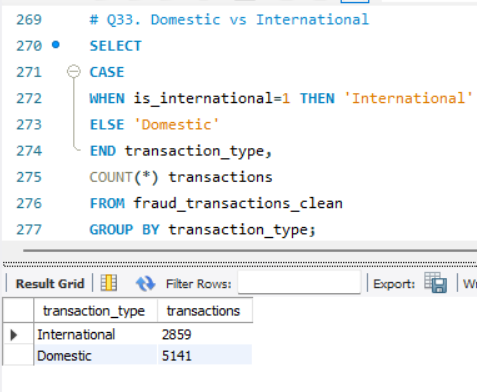 269 # Q33. Domestic vs International
270 SELECT
271 CASE
272 WHEN is_international=1 THEN 'International'
273 ELSE 'Domestic'
274 END transaction_type,
275 COUNT(*) transactions
276 FROM fraud_transactions_clean
277 GROUP BY transaction_type;
Result Grid Filter Rows: Export:
transaction_type transactions
International 2859
Domestic 5141